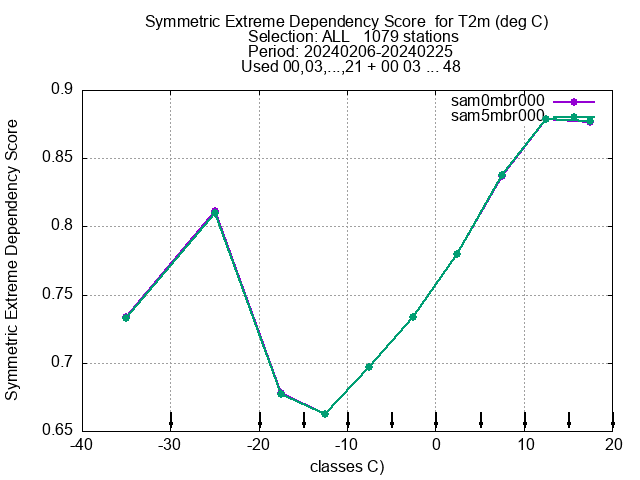 Symmetric Extreme Dependency Score  for T2m (deg C)
Selection: ALL   1079 stations
Period: 20240206-20240225
Used 00,03,...,21 + 00 03 ... 48
sam0mbr000
sam5mbr000
Symmetric Extreme Dependency Score
0.9
0.85
0.8
0.75
0.7
0.65
-40 -30 -20 -10 0 10 20
classes C)